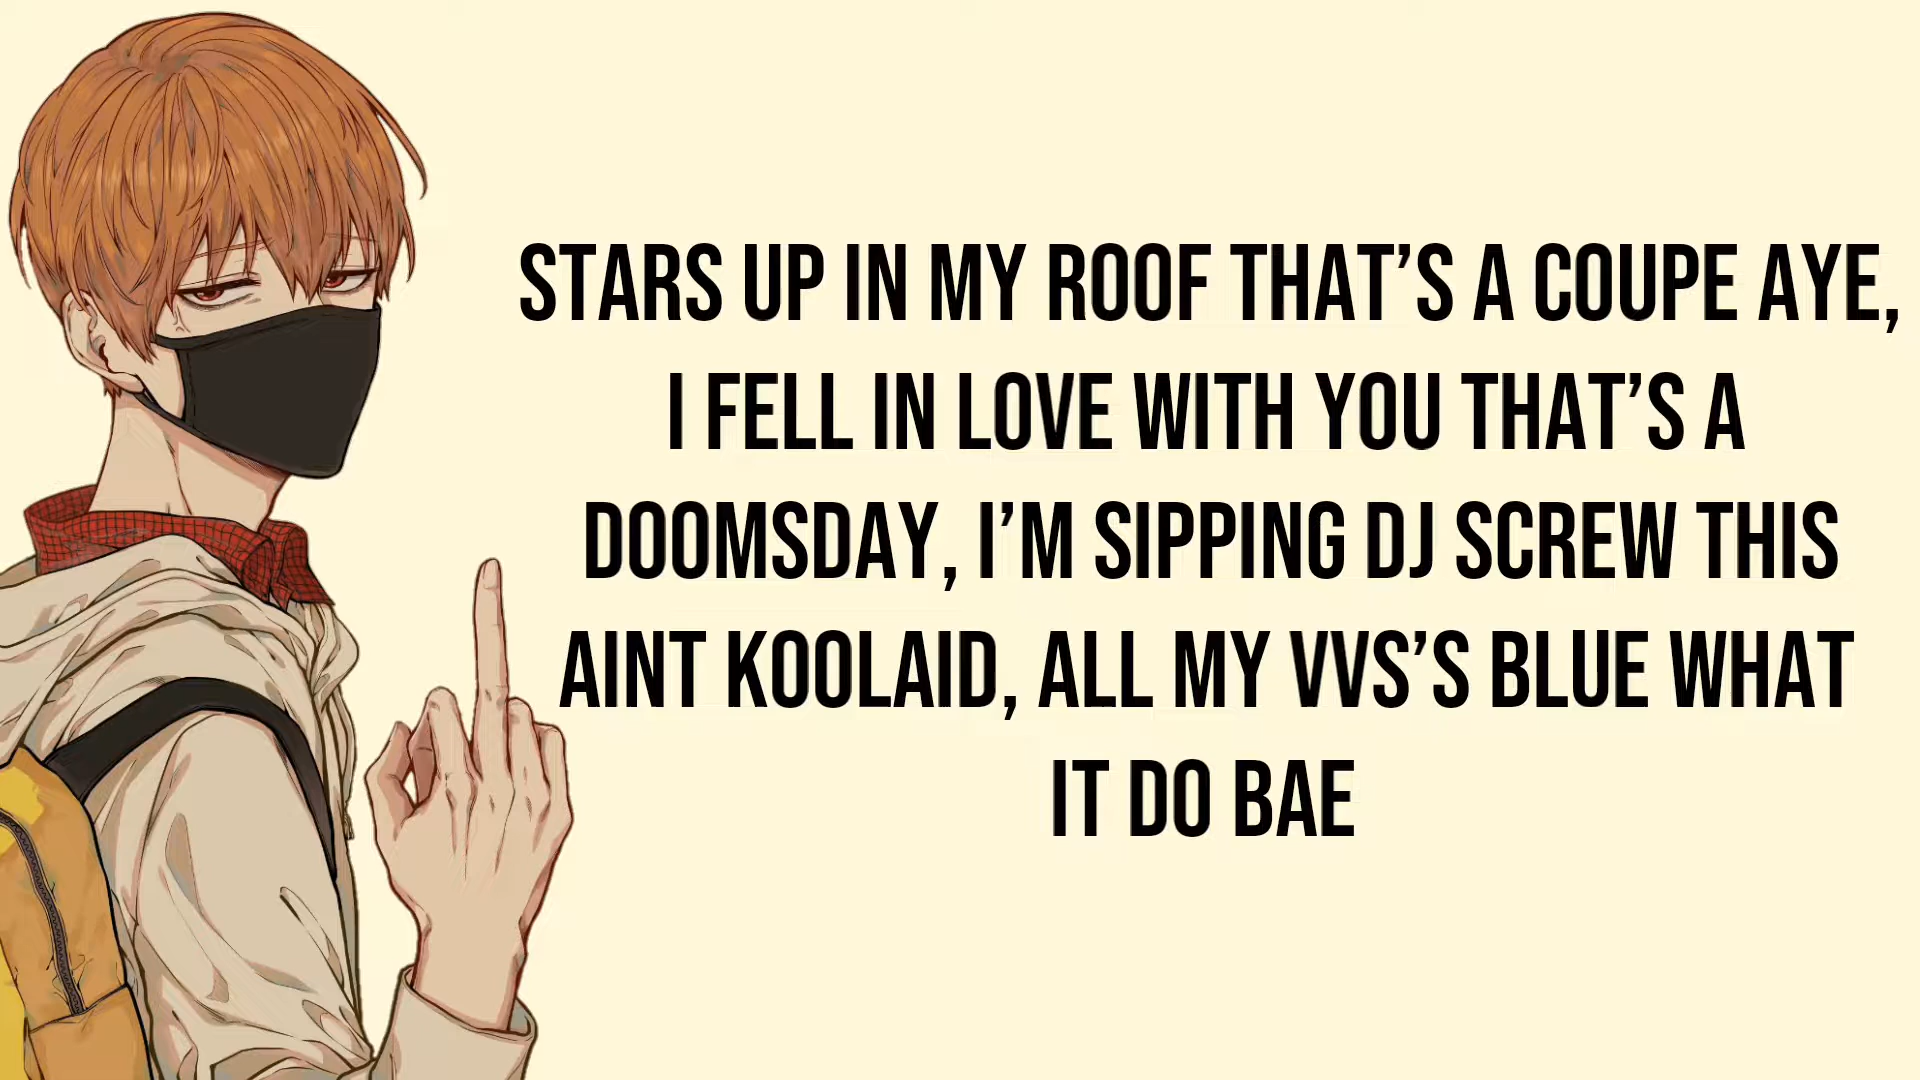 STARS UP IN MY ROOF THAT’S A COUPE AYE,
I FELL IN LOVE WITH YOU THAT’S A
DOOMSDAY, I’M SIPPING DJ SCREW THIS
AINT KOOLAID, ALL MY VVS’S BLUE WHAT
IT DO BAE